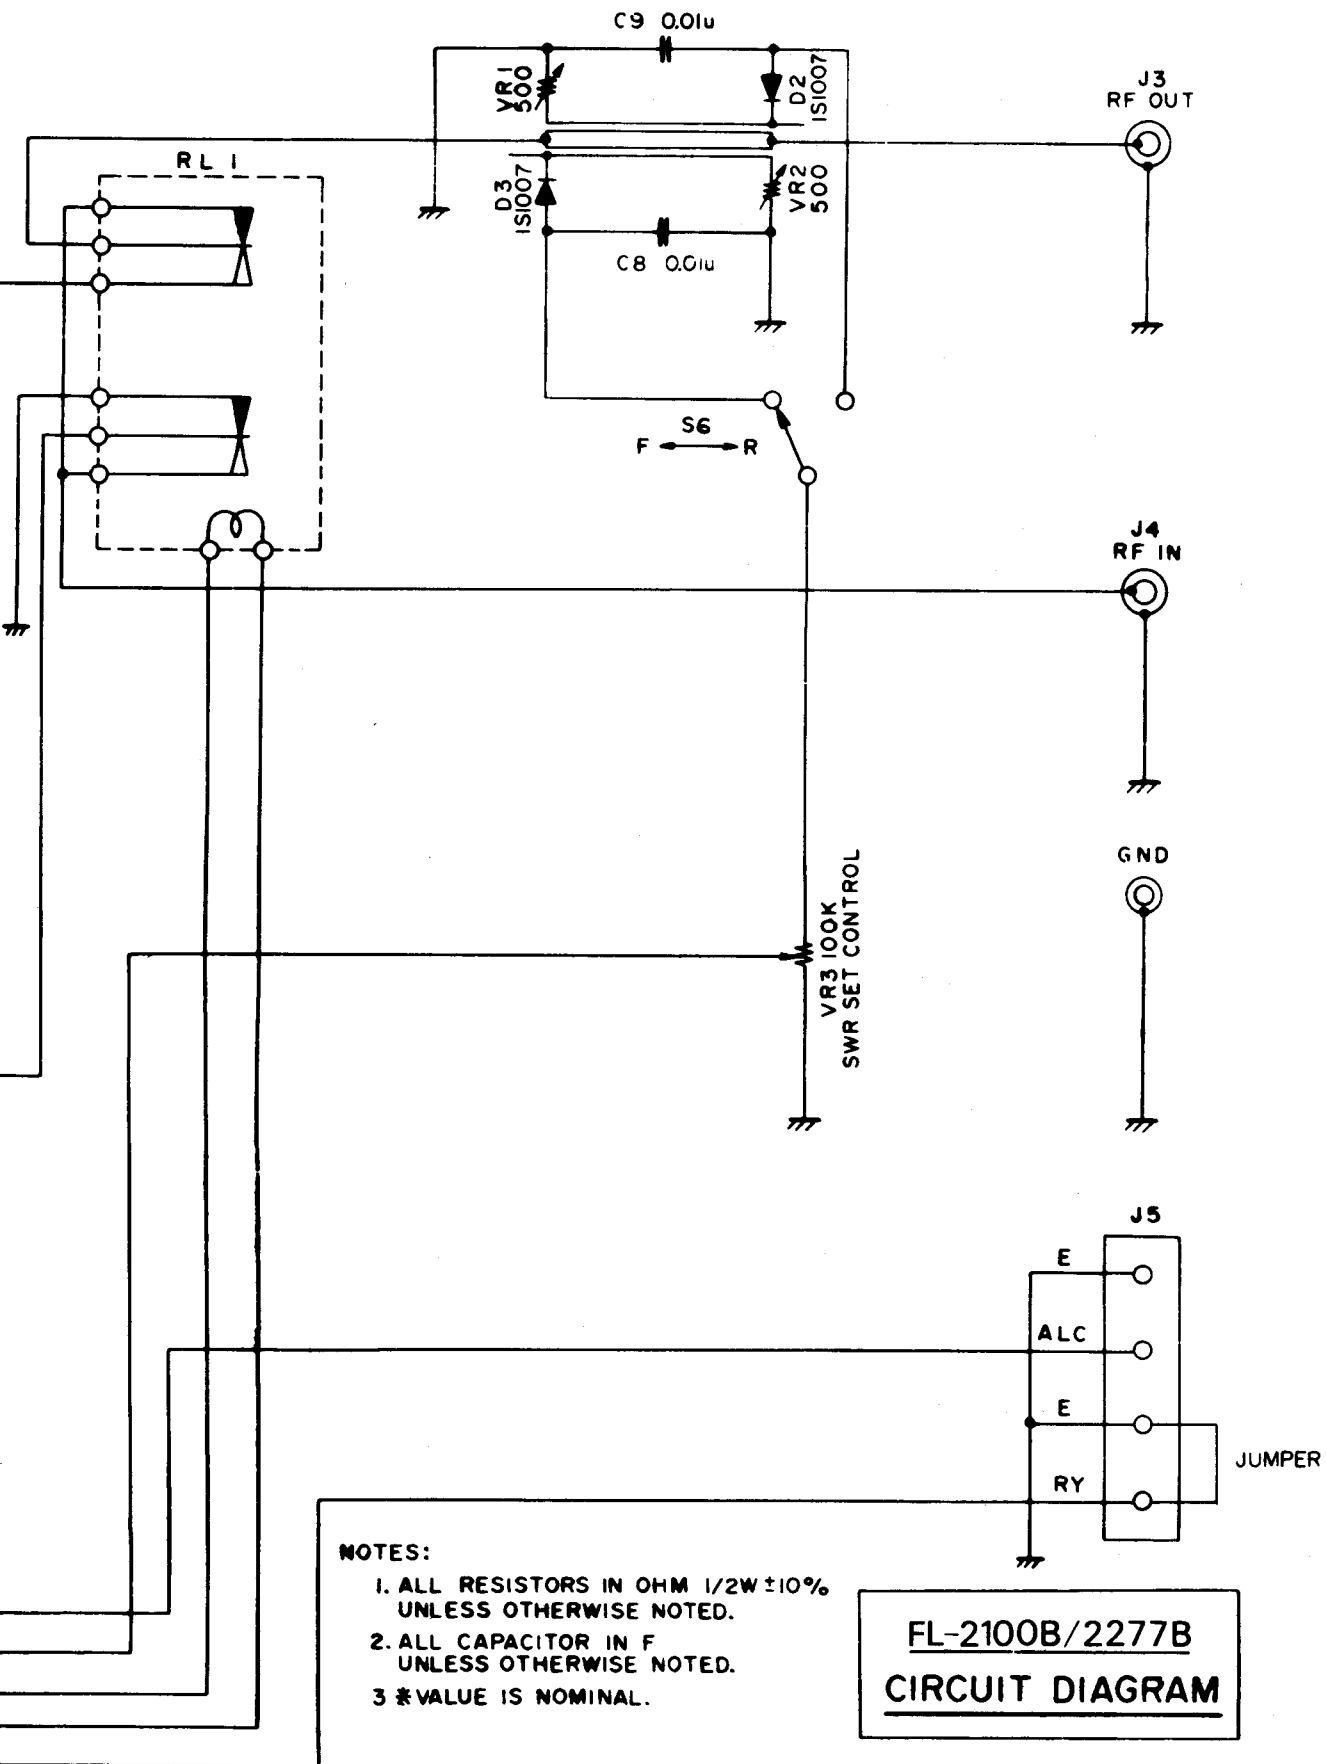 C9 0.01u
VR1
500
D2
1S1007
J3
RF OUT
RL 1
D3
1S1007
VR2
500
C8 0.01u
S6
F R
J4
RF IN
GND
VR3 100K
SWR SET CONTROL
J5
E
ALC
E
JUMPER
RY
NOTES:
1. ALL RESISTORS IN OHM 1/2W ±10%
UNLESS OTHERWISE NOTED.
2. ALL CAPACITOR IN F
UNLESS OTHERWISE NOTED.
3 *VALUE IS NOMINAL.
FL-2100B/2277B
CIRCUIT DIAGRAM